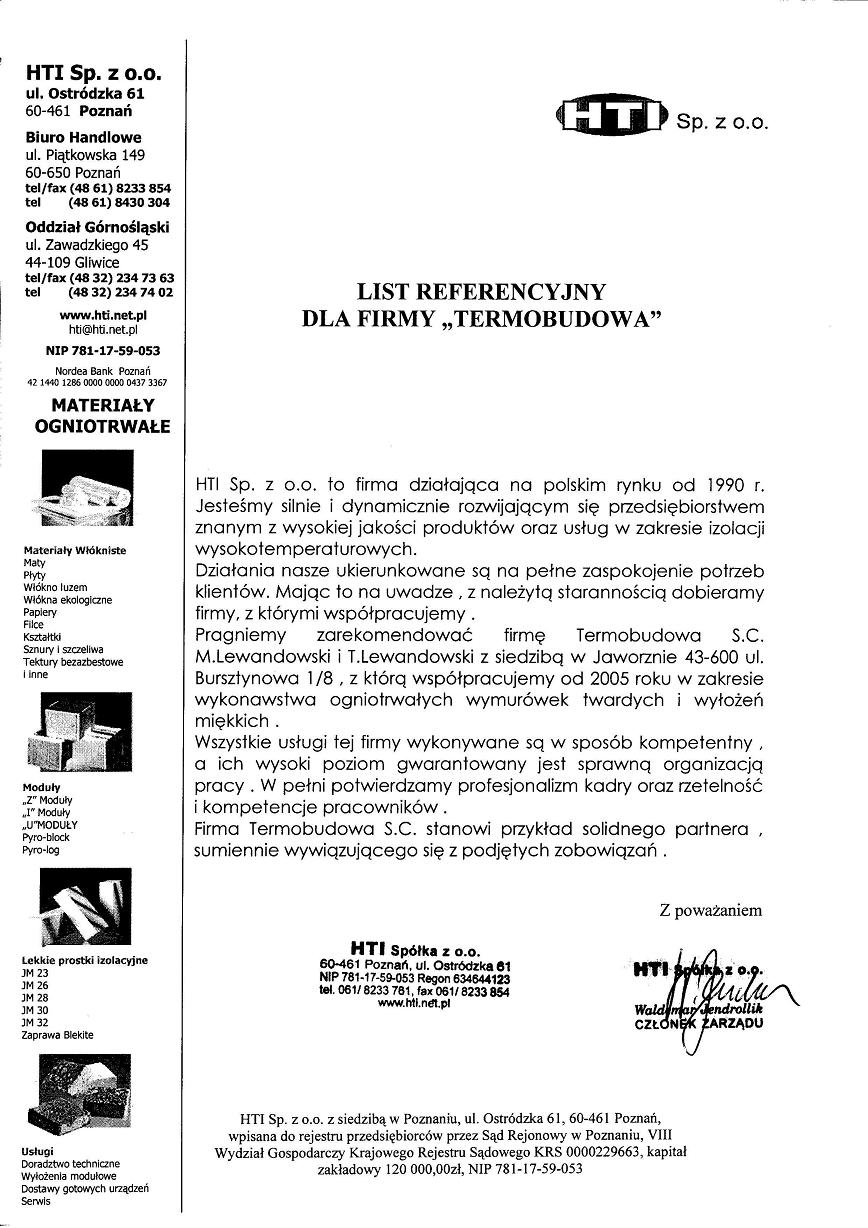 HTI Sp. z o.o.
ul. Ostródzka 61
60-461 Poznań
Biuro Handlowe
ul. Piątkowska 149
60-650 Poznań
tel/fax (48 61) 8233 854
tel (48 61) 8430 304
Oddział Górnośląski
ul. Zawadzkiego 45
44-109 Gliwice
tel/fax (48 32) 234 73 63
tel (48 32) 234 74 02
www.hti.net.pl
hti@hti.net.pl
NIP 781-17-59-053
Nordea Bank Poznań
42 1440 1286 0000 0000 0437 3367
MATERIAŁY
OGNIOTRWAŁE
Materiały Włókniste
Maty
Płyty
Włókno luzem
Włókna ekologiczne
Papiery
Filce
Kształtki
Sznury i szczeliwa
Tektury bezazbestowe
i inne
Moduły
„Z" Moduły
„I" Moduły
„U"MODUŁY
Pyro-block
Pyro-log
Lekkie prostki izolacyjne
JM 23
JM 26
JM 28
JM 30
JM 32
Zaprawa Blekite
Usługi
Doradztwo techniczne
Wyłożenia modułowe
Dostawy gotowych urządzeń
Serwis
HTI Sp. z o.o.
LIST REFERENCYJNY
DLA FIRMY „TERMOBUDOWA”
HTI Sp. z o.o. to firma działająca na polskim rynku od 1990 r.
Jesteśmy silnie i dynamicznie rozwijającym się przedsiębiorstwem
znanym z wysokiej jakości produktów oraz usług w zakresie izolacji
wysokotemperaturowych.
Działania nasze ukierunkowane są na pełne zaspokojenie potrzeb
klientów. Mając to na uwadze , z należytą starannością dobieramy
firmy, z którymi współpracujemy .
Pragniemy zarekomendować firmę Termobudowa S.C.
M.Lewandowski i T.Lewandowski z siedzibą w Jaworznie 43-600 ul.
Bursztynowa 1/8 , z którą współpracujemy od 2005 roku w zakresie
wykonawstwa ogniotrwałych wymurówek twardych i wyłożeń
miękkich .
Wszystkie usługi tej firmy wykonywane są w sposób kompetentny ,
a ich wysoki poziom gwarantowany jest sprawną organizacją
pracy . W pełni potwierdzamy profesjonalizm kadry oraz rzetelność
i kompetencje pracowników .
Firma Termobudowa S.C. stanowi przykład solidnego partnera ,
sumiennie wywiązującego się z podjętych zobowiązań .
Z poważaniem
HTI Spółka z o.o.
60-461 Poznań, ul. Ostródzka 61
NIP 781-17-59-053 Regon 634644123
tel. 061/ 8233 781, fax 061/ 8233 854
www.hti.net.pl
HTI Spółka z o.o.
Waldemar Jendrollik
CZŁONEK ZARZĄDU
HTI Sp. z o.o. z siedzibą w Poznaniu, ul. Ostródzka 61, 60-461 Poznań,
wpisana do rejestru przedsiębiorców przez Sąd Rejonowy w Poznaniu, VIII
Wydział Gospodarczy Krajowego Rejestru Sądowego KRS 0000229663, kapitał
zakładowy 120 000,00zł, NIP 781-17-59-053